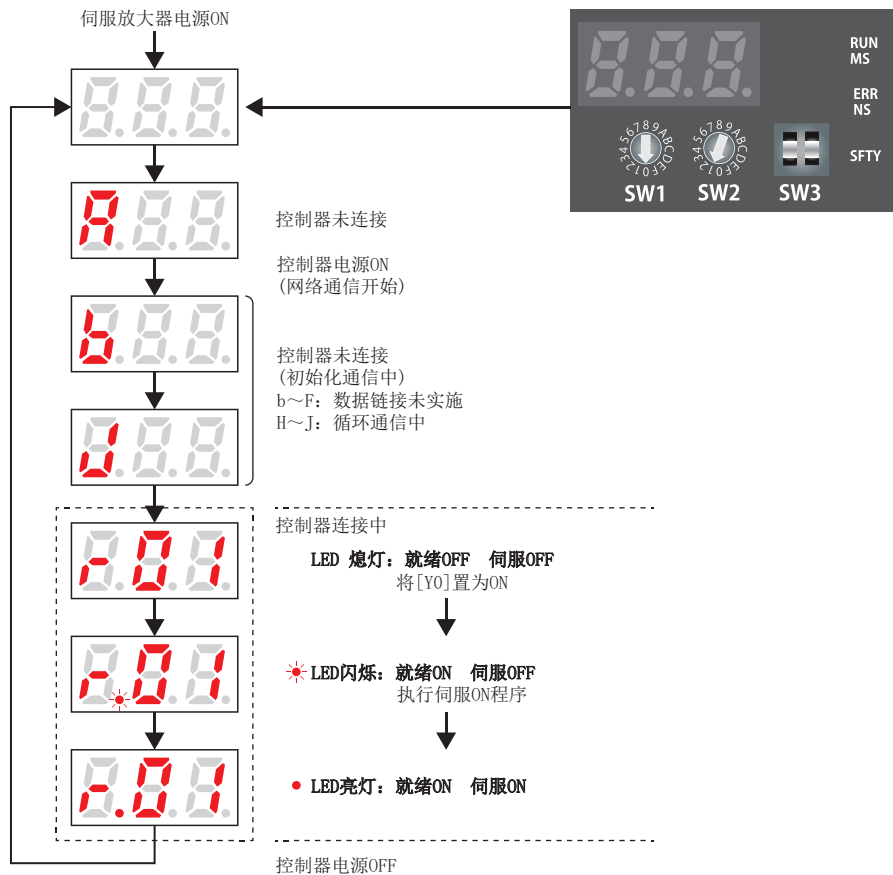 伺服放大器电源ON
8.8.8.
RUN
MS
ERR
NS
SFTY
SW1
SW2
SW3
A
控制器未连接
控制器电源ON
(网络通信开始)
b
控制器未连接
(初始化通信中)
b～F: 数据链接未实施
H～J: 循环通信中
J
控制器连接中
r01
LED 熄灯: 就绪OFF 伺服OFF
将[Y0]置为ON
r.01
LED闪烁: 就绪ON 伺服OFF
执行伺服ON程序
r.01
LED亮灯: 就绪ON 伺服ON
控制器电源OFF